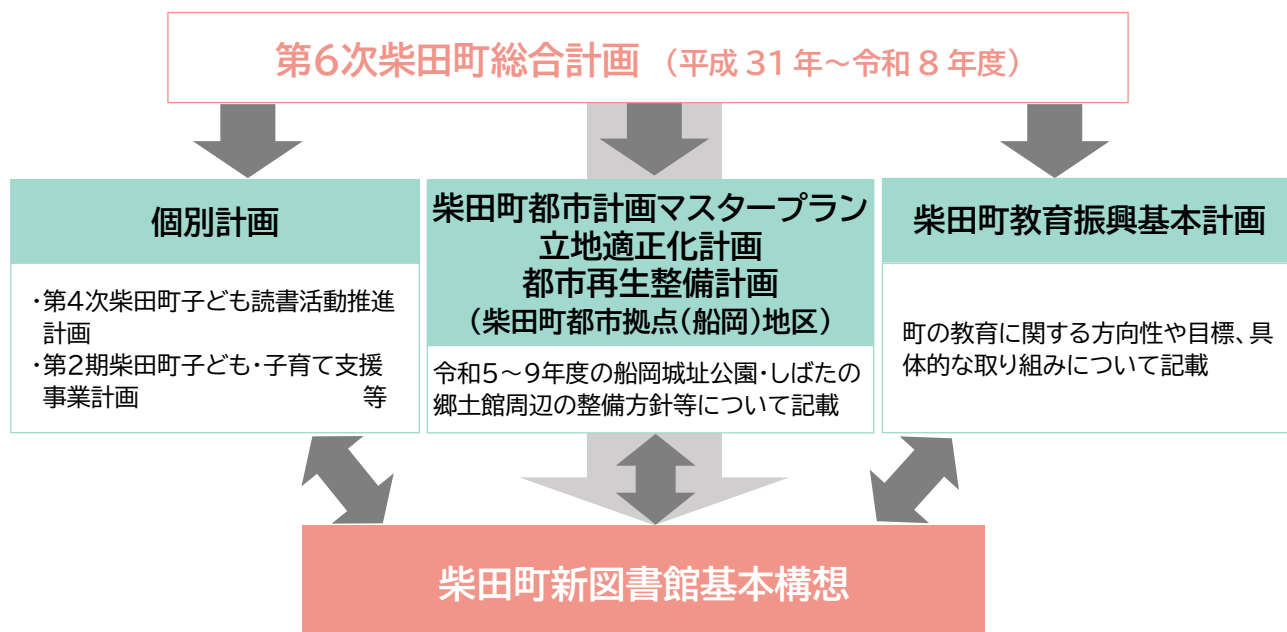 第6次柴田町総合計画 （平成 31 年～令和 8 年度）
個別計画
・第4次柴田町子ども読書活動推進
計画
・第2期柴田町子ども・子育て支援
事業計画 等
柴田町都市計画マスタープラン
立地適正化計画
都市再生整備計画
（柴田町都市拠点（船岡）地区）
令和5～9年度の船岡城址公園・しばたの
郷土館周辺の整備方針等について記載
柴田町教育振興基本計画
町の教育に関する方向性や目標、具
体的な取り組みについて記載
柴田町新図書館基本構想